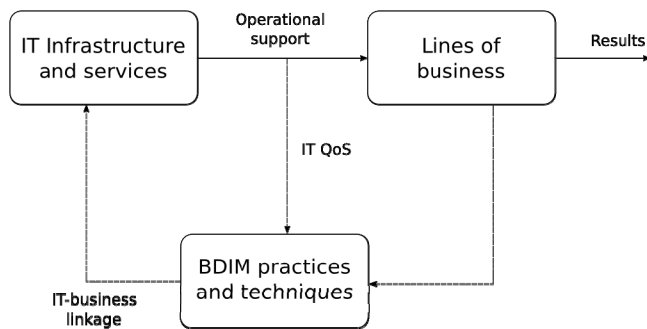 Operational
support
IT Infrastructure
and services
Lines of
business
Results
IT QoS
BDIM practices
and techniques
IT-business
linkage